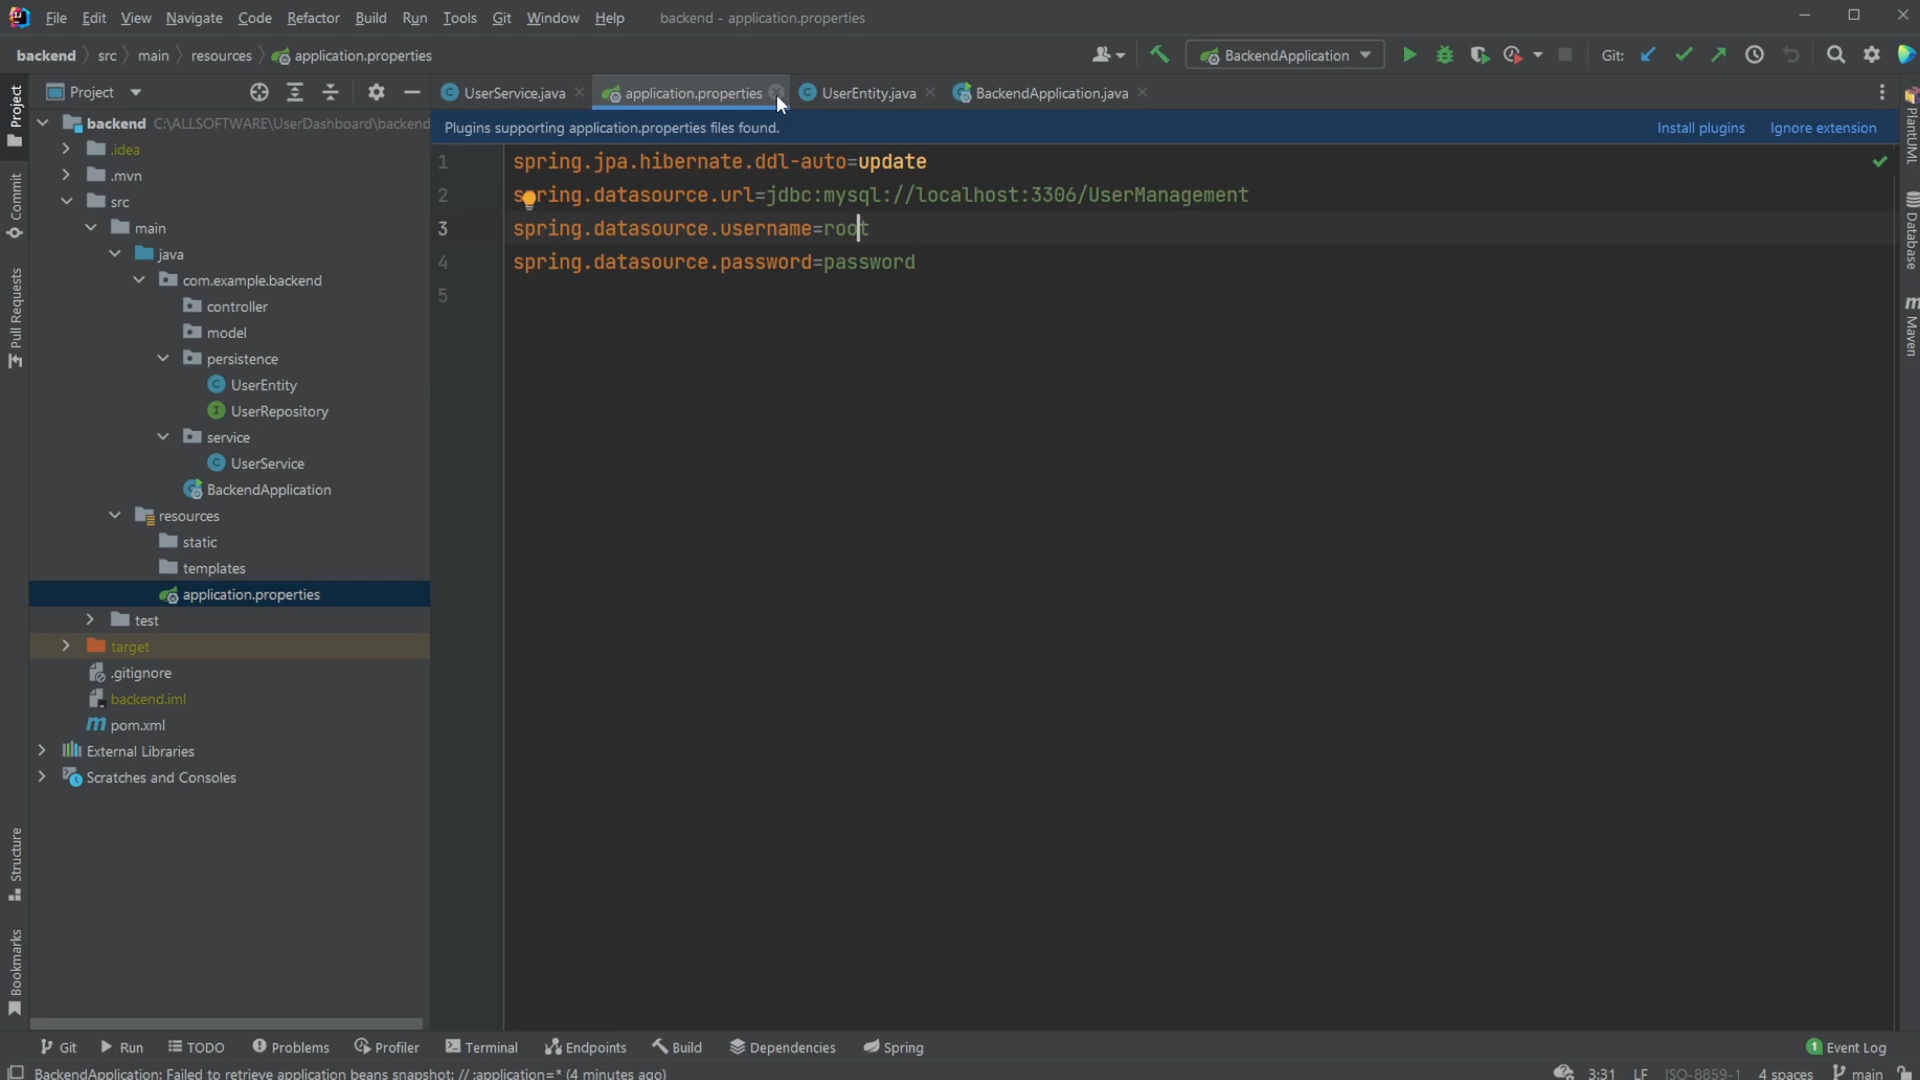 File Edit View Navigate Code Refactor Build Run Tools Git Window Help backend - application.properties
backend src main resources application.properties BackendApplication Git:
Project UserService.java application.properties UserEntity.java BackendApplication.java
Plugins supporting application.properties files found. Install plugins Ignore extension
backend C:\ALLSOFTWARE\UserDashboard\backend
.idea
.mvn
src
main
java
com.example.backend
controller
model
persistence
UserEntity
UserRepository
service
UserService
BackendApplication
resources
static
templates
application.properties
test
target
.gitignore
backend.iml
pom.xml
External Libraries
Scratches and Consoles
1 spring.jpa.hibernate.ddl-auto=update
2 spring.datasource.url=jdbc:mysql://localhost:3306/UserManagement
3 spring.datasource.username=root
4 spring.datasource.password=password
5
Project
Commit
Pull Requests
Structure
Bookmarks
PlantUML
Database
Maven
Git Run TODO Problems Profiler Terminal Endpoints Build Dependencies Spring 1 Event Log
BackendApplication: Failed to retrieve application beans snapshot: // :application=* (4 minutes ago) 3:31 LF ISO-8859-1 4 spaces main